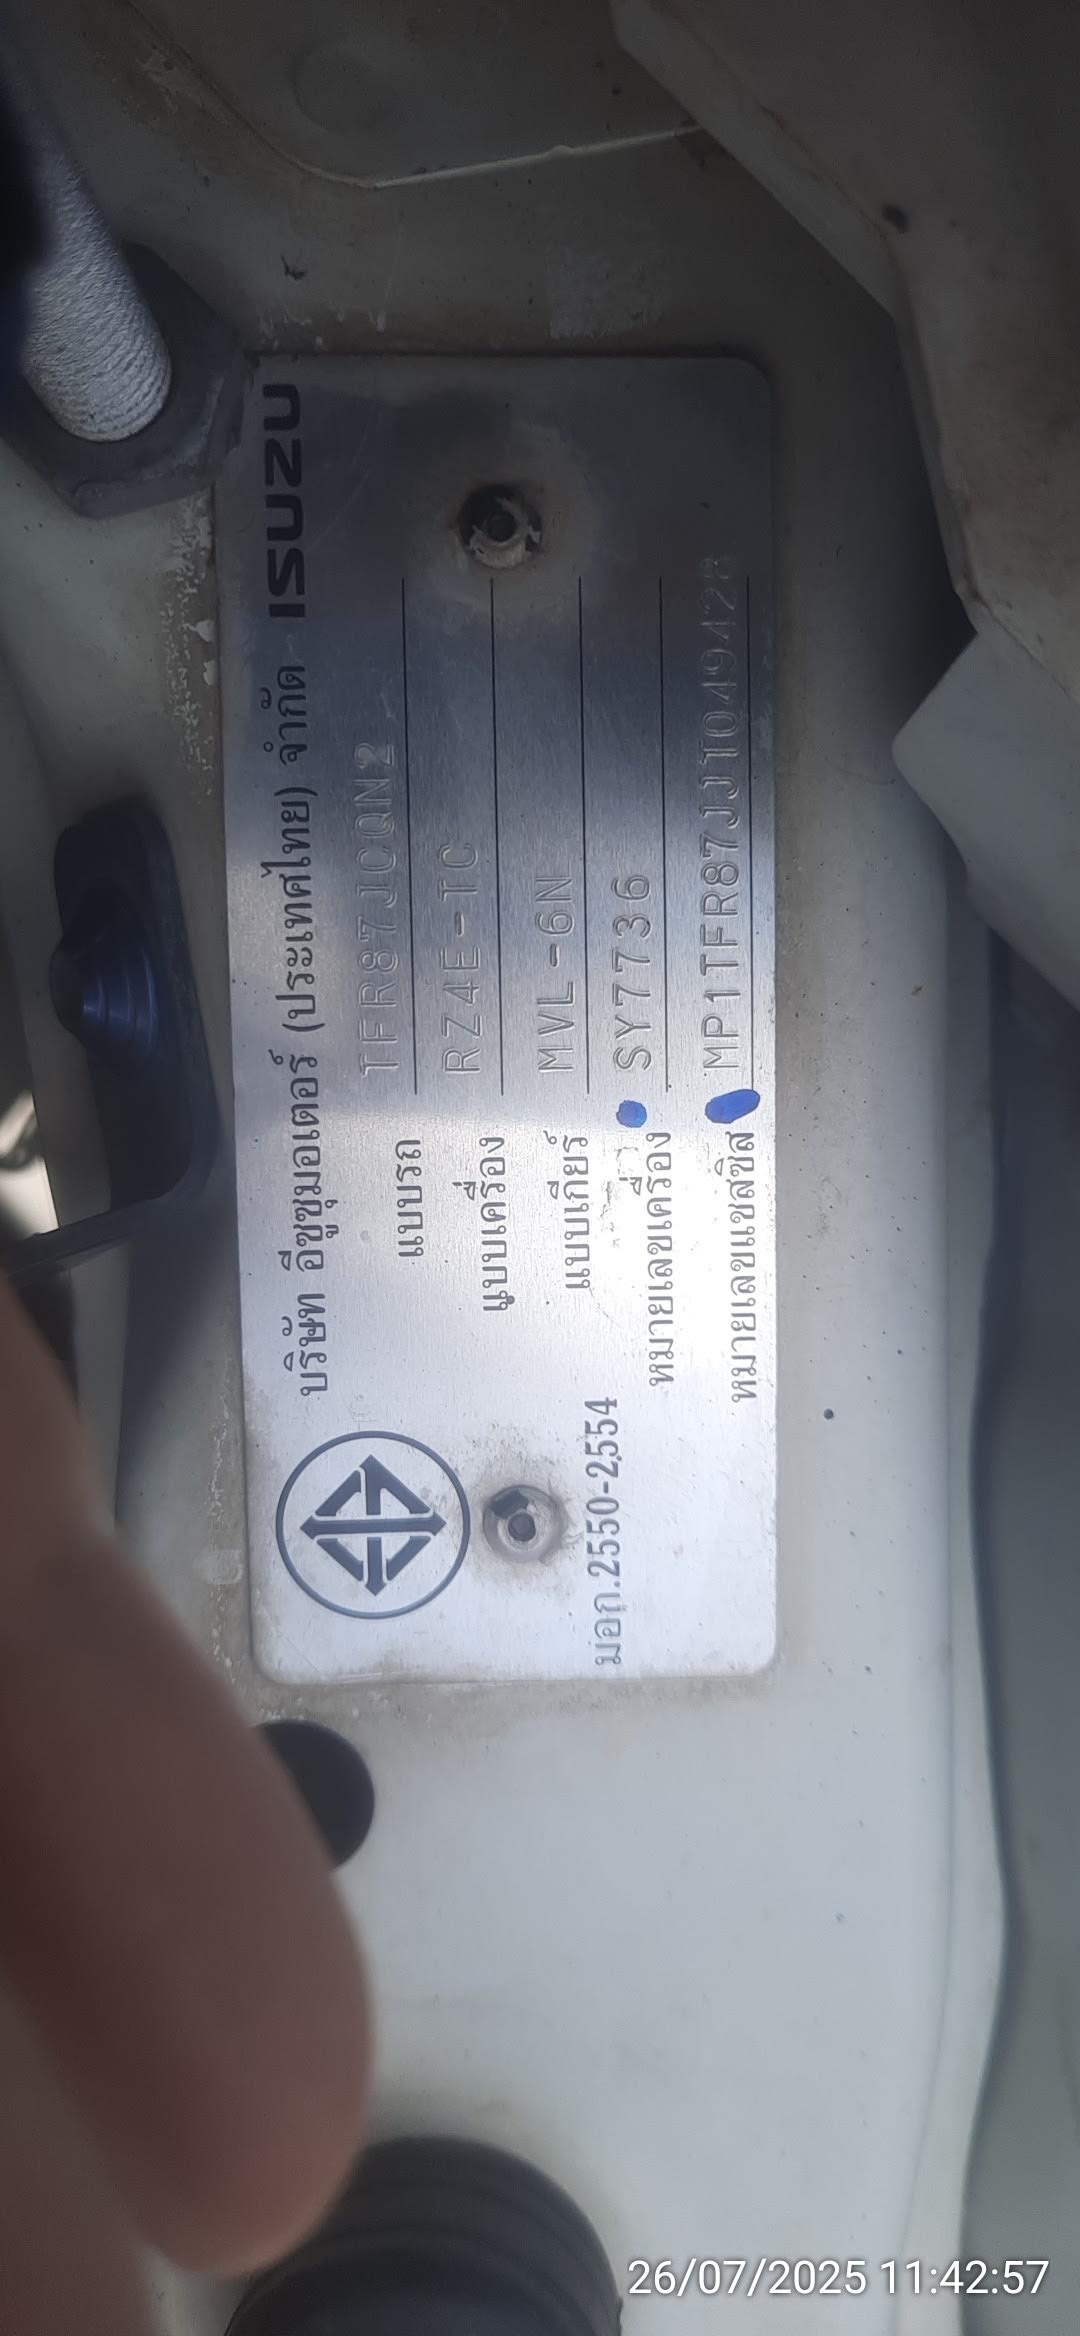 บริษัท อีซูซุมอเตอร์ (ประเทศไทย) จำกัด ISUZU
แบบรถ TFR87JCQN2
แบบเครื่อง RZ4E-TC
แบบเกียร์ MVL-6N
หมายเลขเครื่อง SY7736
หมายเลขแชสซิส
มอก.2550-2554
26/07/2025 11:42:57